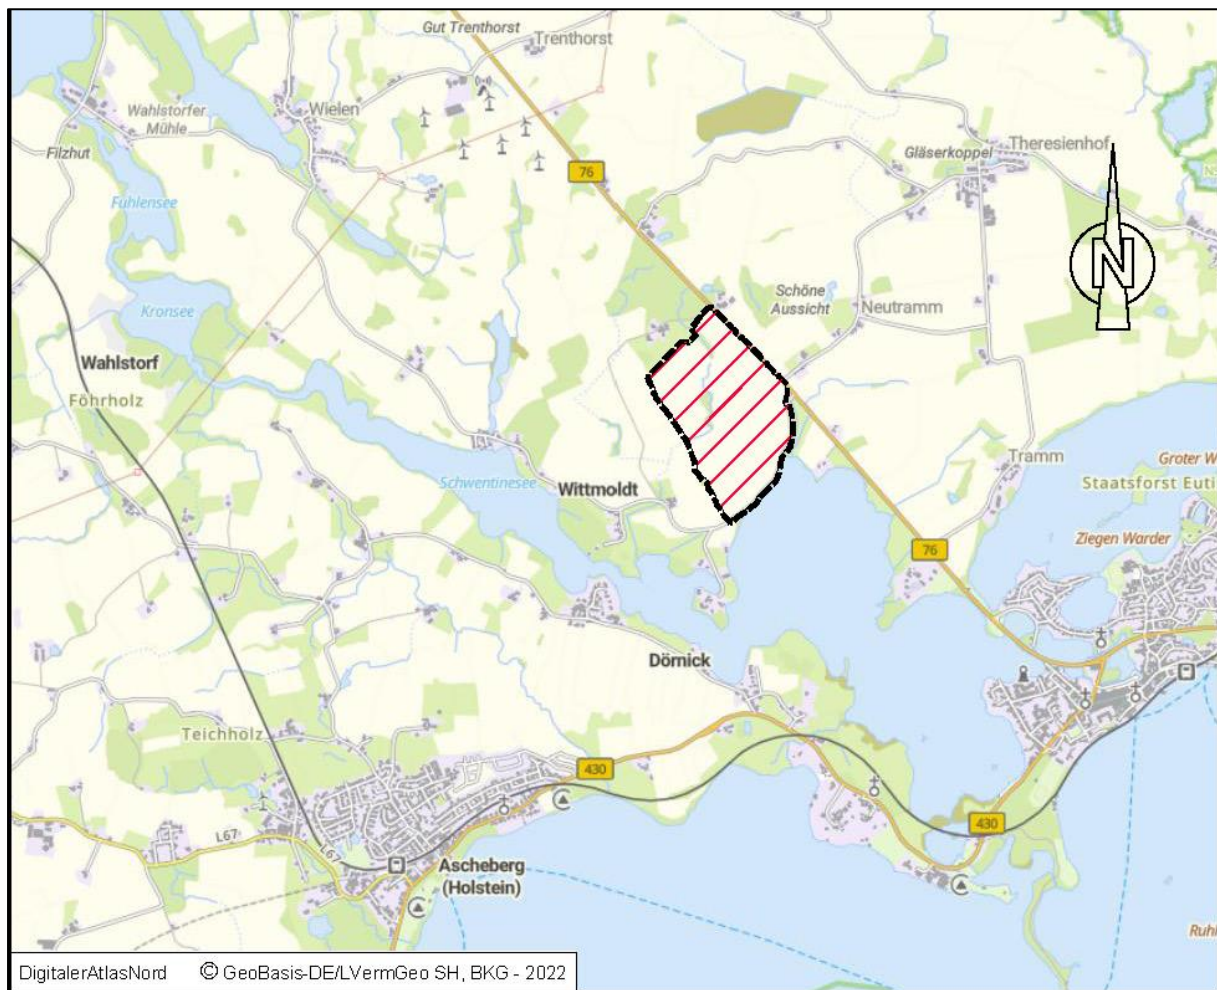 Gut Trenthorst
Trenthorst
Wahlstorfer
Mühle
Wielen
Filzhut
76
Gläserkoppel
Theresienhof
NS
Fuhlensee
N
Kronsee
Schöne
Aussicht
Neutramm
Wahlstorf
Föhrholz
Schwentinesee
Wittmoldt
Tramm
Groter W
Staatsforst Euti
Ziegen Warder
76
Dörnick
Teichholz
430
430
L67
L67
Ascheberg
(Holstein)
Ruhl
DigitalerAtlasNord © GeoBasis-DE/LVermGeo SH, BKG - 2022